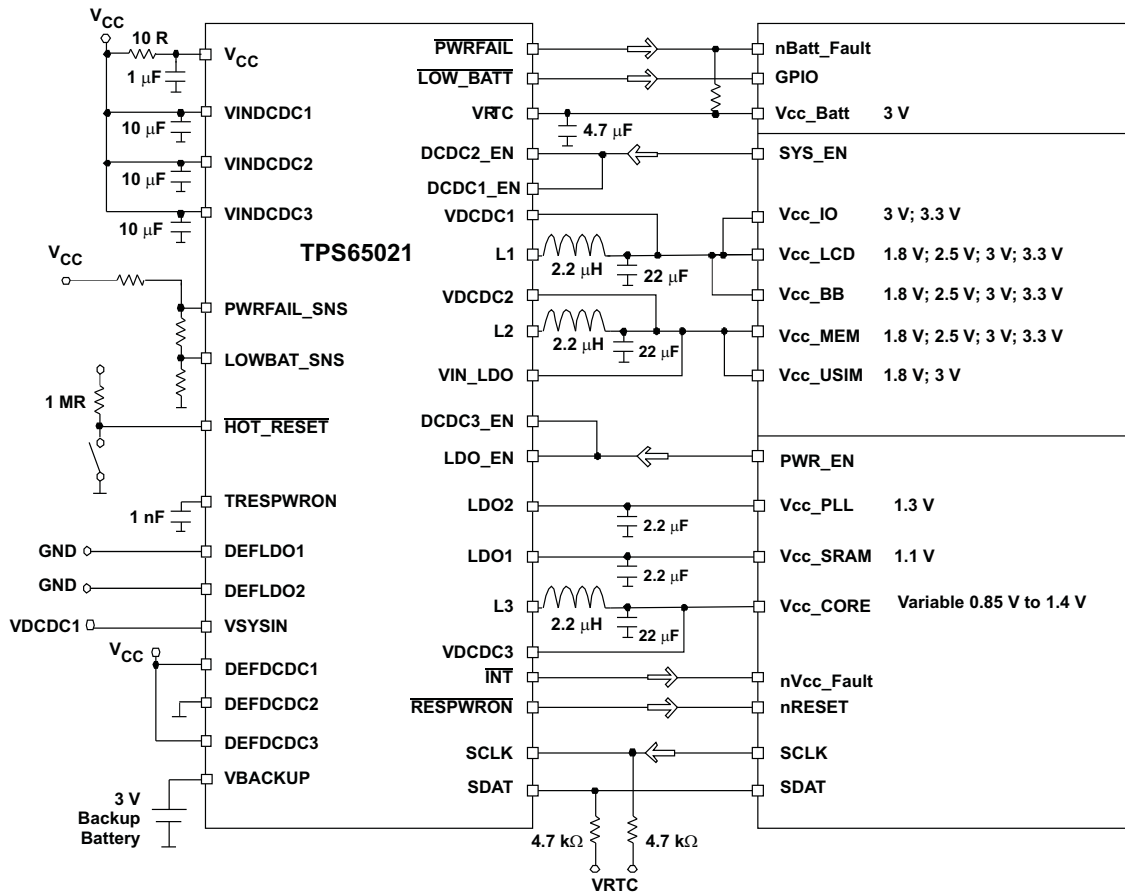 VCC
10 R
VCC
1 μF
VINDCDC1
10 μF
VINDCDC2
10 μF
VINDCDC3
10 μF
VCC
PWRFAIL_SNS
LOWBAT_SNS
1 MR
HOT_RESET
TRESPWRON
1 nF
GND
DEFLDO1
GND
DEFLDO2
VDCDC1
VSYSIN
VCC
DEFDCDC1
DEFDCDC2
DEFDCDC3
VBACKUP
3 V
Backup
Battery
TPS65021
PWRFAIL
LOW_BATT
VRTC
4.7 μF
DCDC2_EN
DCDC1_EN
VDCDC1
L1
2.2 μH
22 μF
VDCDC2
L2
2.2 μH
22 μF
VIN_LDO
DCDC3_EN
LDO_EN
LDO2
2.2 μF
LDO1
2.2 μF
L3
2.2 μH
22 μF
VDCDC3
INT
RESPWRON
SCLK
SDAT
4.7 kΩ
4.7 kΩ
VRTC
nBatt_Fault
GPIO
Vcc_Batt 3 V
SYS_EN
Vcc_IO 3 V; 3.3 V
Vcc_LCD 1.8 V; 2.5 V; 3 V; 3.3 V
Vcc_BB 1.8 V; 2.5 V; 3 V; 3.3 V
Vcc_MEM 1.8 V; 2.5 V; 3 V; 3.3 V
Vcc_USIM 1.8 V; 3 V
PWR_EN
Vcc_PLL 1.3 V
Vcc_SRAM 1.1 V
Vcc_CORE Variable 0.85 V to 1.4 V
nVcc_Fault
nRESET
SCLK
SDAT